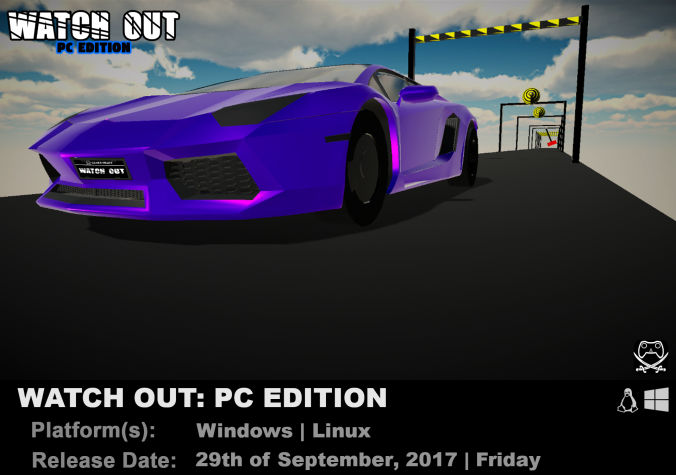 WATCH OUT
PC EDITION
WATCH OUT
WATCH OUT: PC EDITION
Platform(s): Windows | Linux
Release Date: 29th of September, 2017 | Friday